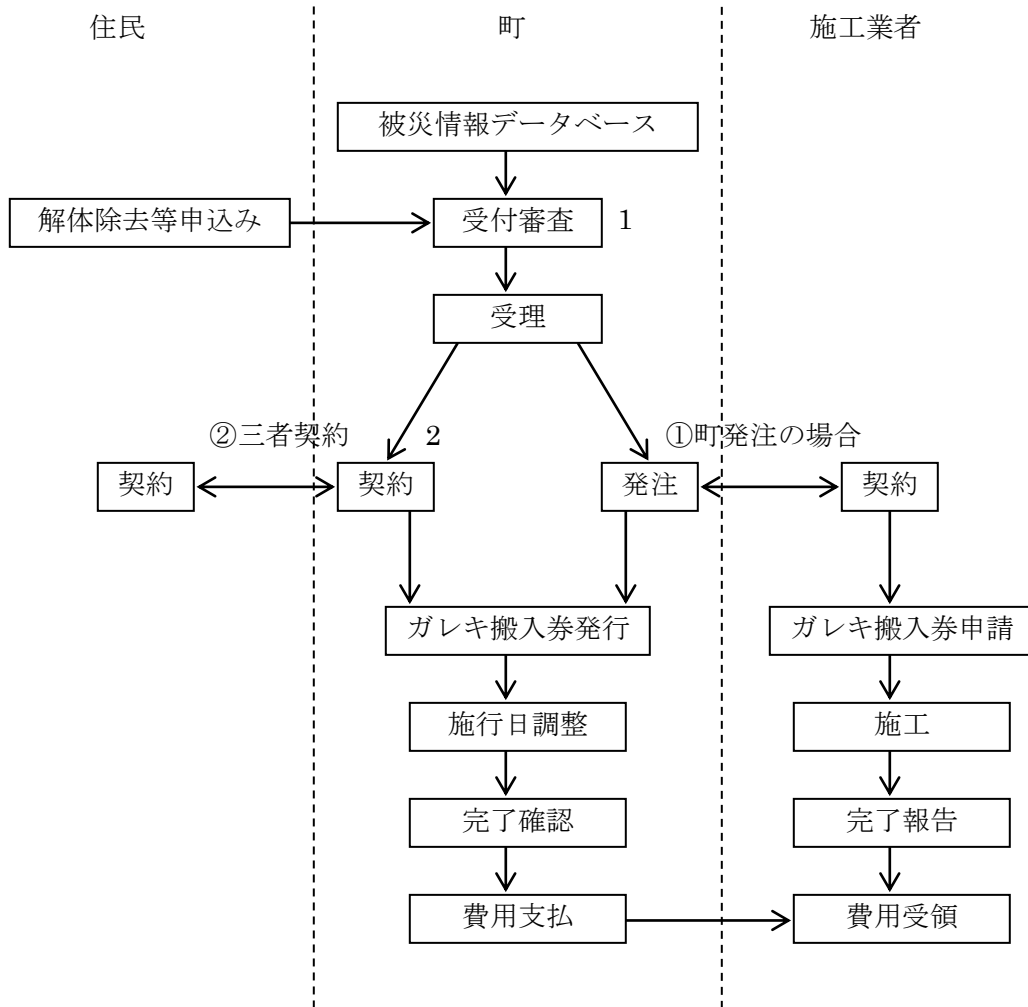 住民
町
施工業者
被災情報データベース
解体除去等申込み
受付審査
1
受理
②三者契約
2
①町発注の場合
契約
契約
発注
契約
ガレキ搬入券発行
ガレキ搬入券申請
施行日調整
施工
完了確認
完了報告
費用支払
費用受領